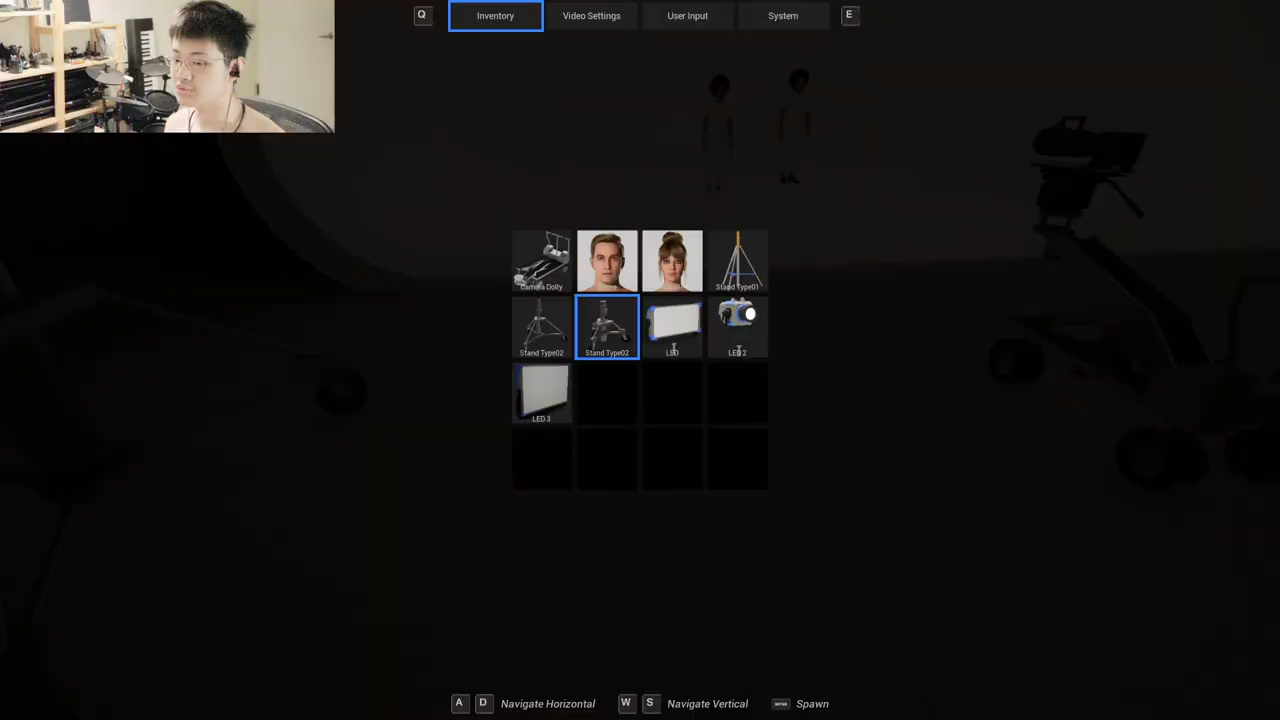 Q Inventory Video Settings User Input System E
Camera Dolly Stand Type01
Stand Type02 Stand Type02 LED LED 2
LED 3
A D Navigate Horizontal W S Navigate Vertical ENTER Spawn